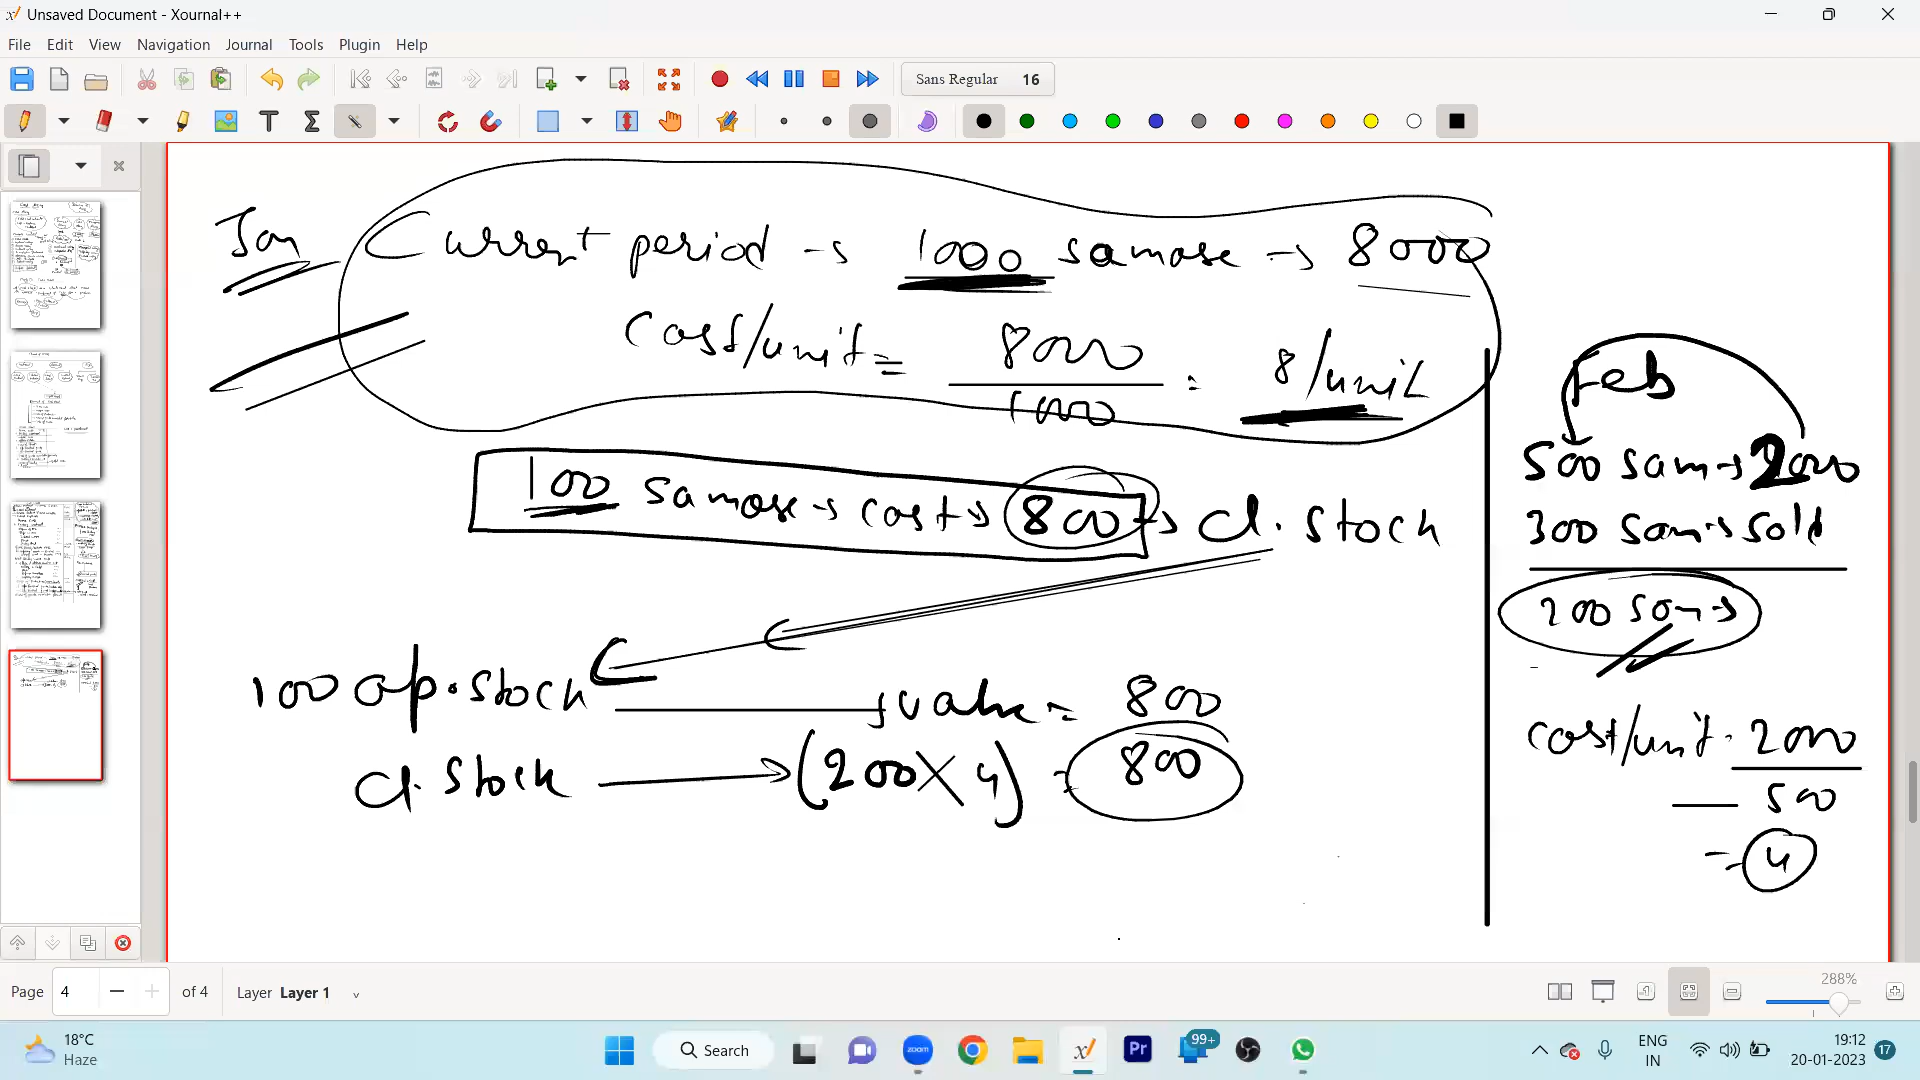 Unsaved Document - Xournal++
File Edit View Navigation Journal Tools Plugin Help
Sans Regular 16
Jan
Current period → 1000 samose → 8000
Cost/unit = 8000 / 1000 = 8/unit
100 samose → cost → 800 → cl. stock
100 op. stock → value = 800
cl. stock → (200 X 4) = 800
Feb
500 sam → 2000
300 sam → sold
200 sam →
cost/unit = 2000 / 500
= 4
Page 4 of 4 Layer Layer 1
288%
18°C
Haze
Search
99+
ENG
IN
19:12
20-01-2023
17